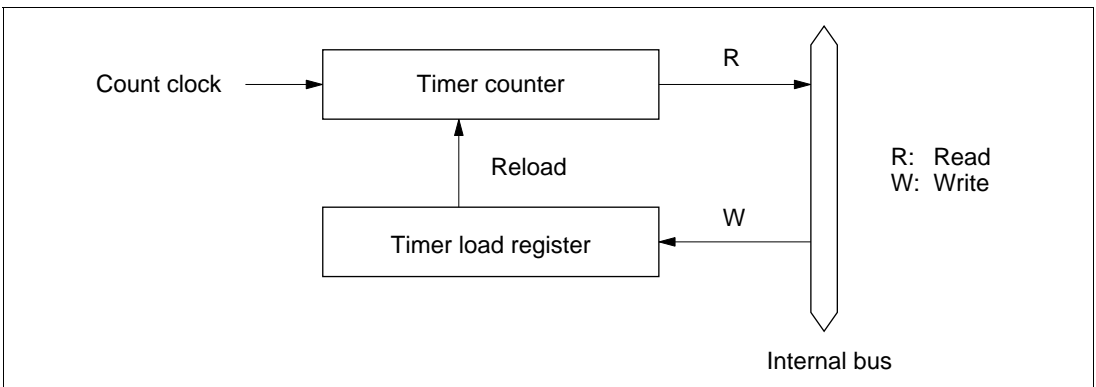 R
Count clock
Timer counter
Reload
R: Read
W: Write
W
Timer load register
Internal bus